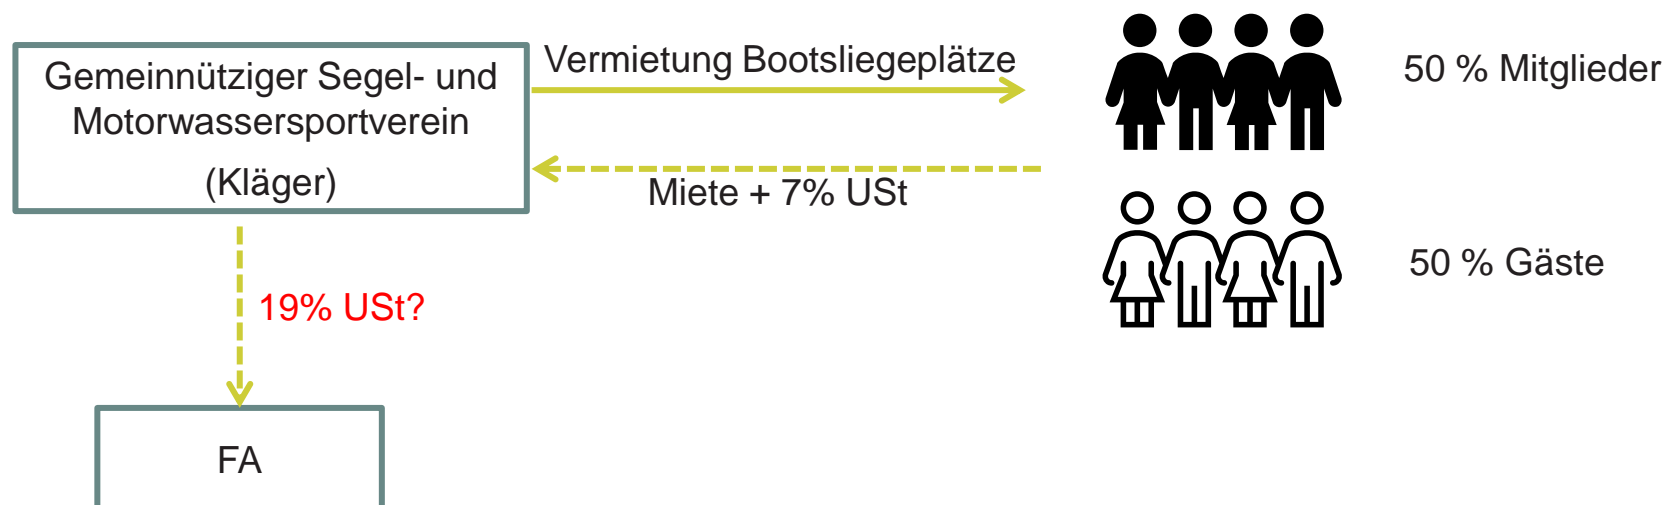 Gemeinnütziger Segel- und
Motorwassersportverein
(Kläger)
Vermietung Bootsliegeplätze
Miete + 7% USt
50 % Mitglieder
50 % Gäste
19% USt?
FA